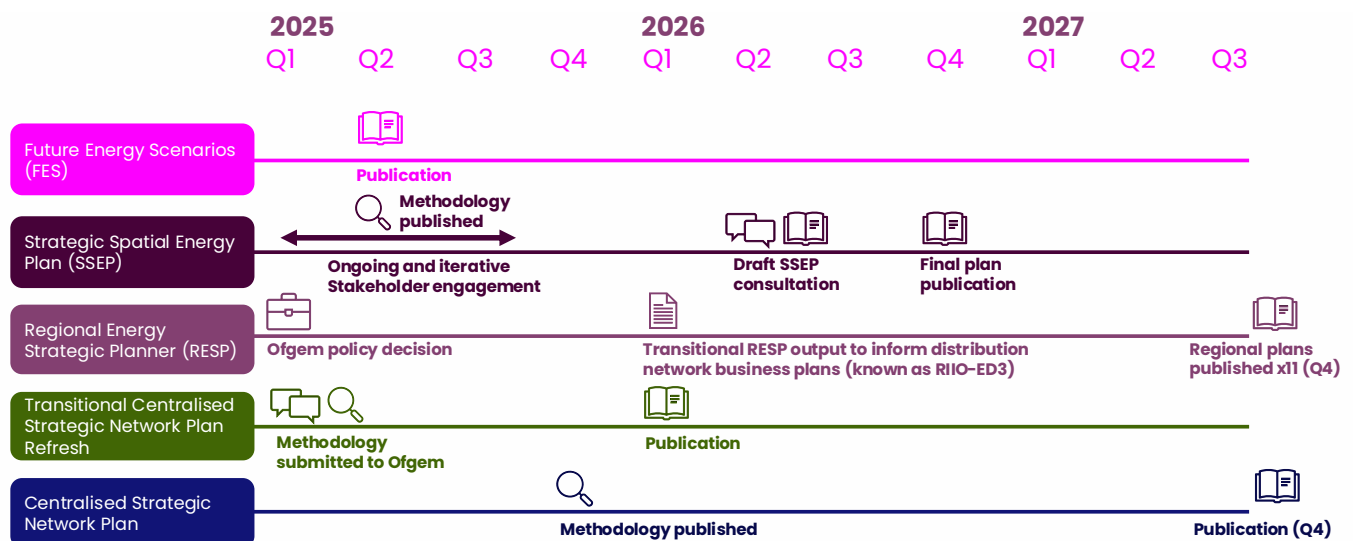 2025 2026 2027
Q1 Q2 Q3 Q4 Q1 Q2 Q3 Q4 Q1 Q2 Q3
Future Energy Scenarios
(FES)
Publication
Strategic Spatial Energy
Plan (SSEP)
Methodology
published
Ongoing and iterative
Stakeholder engagement
Draft SSEP
consultation
Final plan
publication
Regional Energy
Strategic Planner (RESP)
Ofgem policy decision
Transitional RESP output to inform distribution
network business plans (known as RIIO-ED3)
Regional plans
published x11 (Q4)
Transitional Centralised
Strategic Network Plan
Refresh
Methodology
submitted to Ofgem
Publication
Centralised Strategic
Network Plan
Methodology published
Publication (Q4)